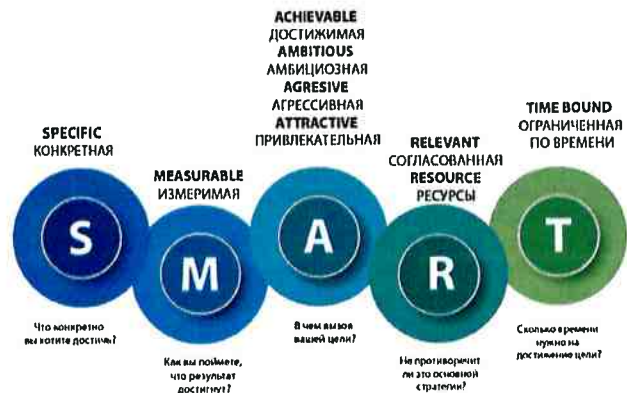 SPECIFIC
КОНКРЕТНАЯ
S
Что конкретно
вы хотите достичь?
MEASURABLE
ИЗМЕРИМАЯ
M
Как вы поймете,
что результат
достигнут?
ACHIEVABLE
ДОСТИЖИМАЯ
AMBITIOUS
АМБИЦИОЗНАЯ
AGRESIVE
АГРЕССИВНАЯ
ATTRACTIVE
ПРИВЛЕКАТЕЛЬНАЯ
A
В чем вызов
вашей цели?
RELEVANT
СОГЛАСОВАННАЯ
RESOURCE
РЕСУРСЫ
R
Не противоречит
ли это основной
стратегии?
TIME BOUND
ОГРАНИЧЕННАЯ
ПО ВРЕМЕНИ
T
Сколько времени
нужно на
достижение цели?